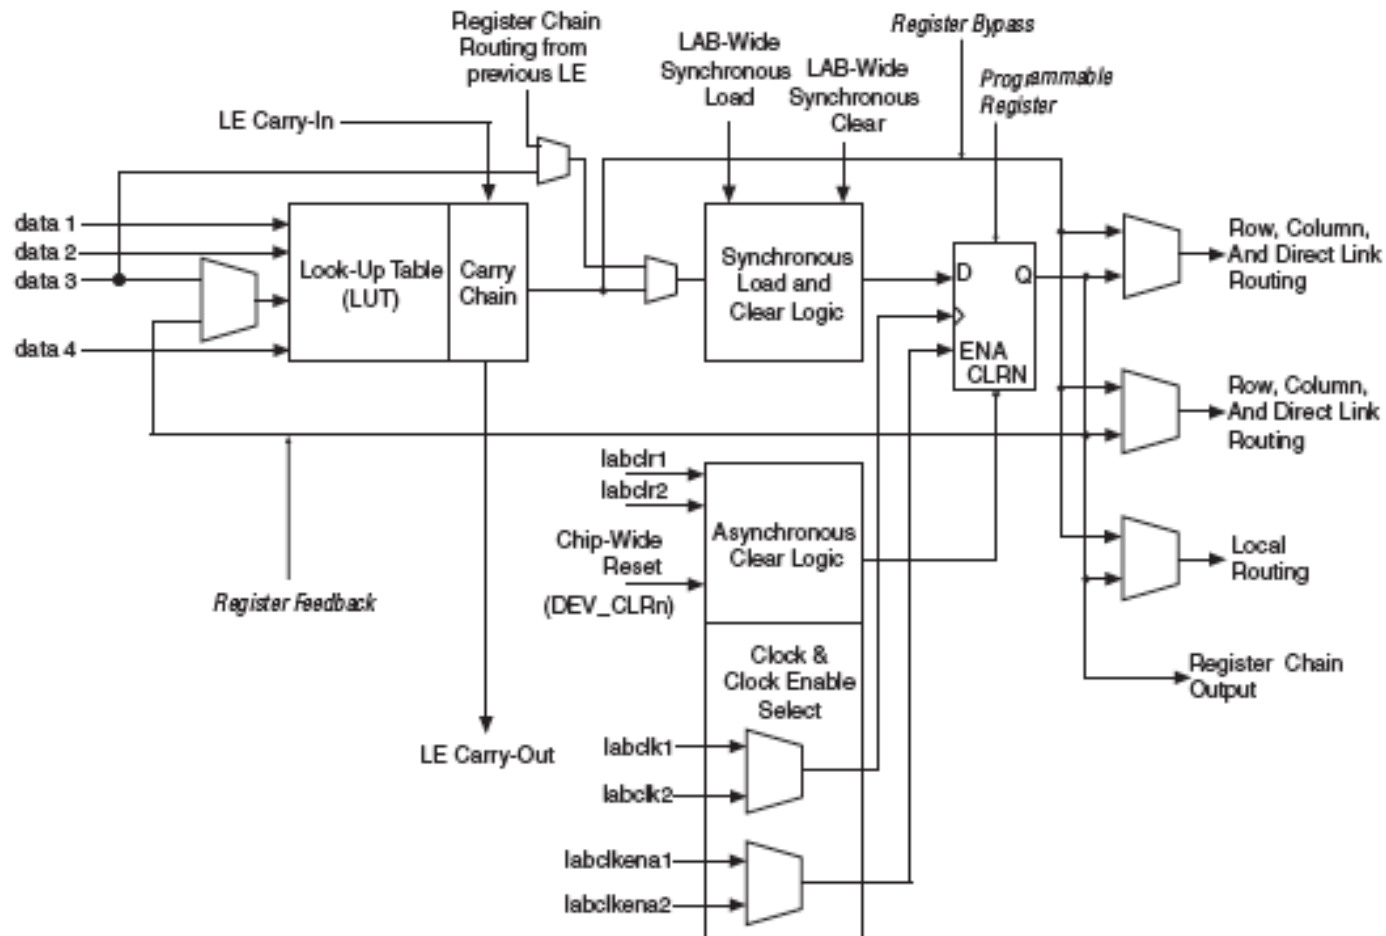 Register Chain
Routing from
previous LE
LAB-Wide
Synchronous
Load
LAB-Wide
Synchronous
Clear
Register Bypass
Programmable
Register
LE Carry-In
data 1
data 2
data 3
data 4
Look-Up Table
(LUT)
Carry
Chain
Synchronous
Load and
Clear Logic
D
Q
ENA
CLRN
Row, Column,
And Direct Link
Routing
Row, Column,
And Direct Link
Routing
Local
Routing
Register Chain
Output
Register Feedback
labclr1
labclr2
Chip-Wide
Reset
(DEV_CLRn)
Asynchronous
Clear Logic
Clock &
Clock Enable
Select
LE Carry-Out
labclk1
labclk2
labclkena1
labclkena2